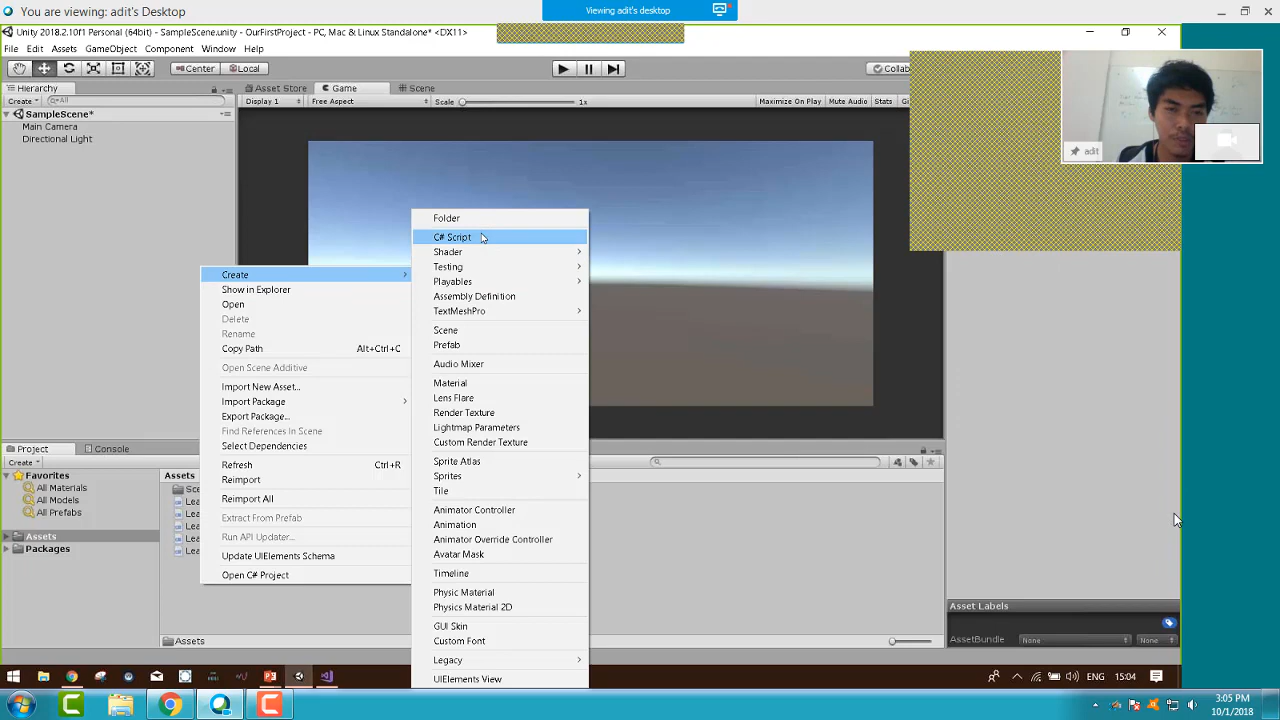 You are viewing: adit's Desktop
Viewing adit's desktop
Unity 2018.2.10f1 Personal (64bit) - SampleScene.unity - OurFirstProject - PC, Mac & Linux Standalone* <DX11>
File Edit Assets GameObject Component Window Help
Center Local
Collab
Hierarchy
Asset Store Game Scene
Create All
Display 1 Free Aspect Scale 1x Maximize On Play Mute Audio Stats Gi
SampleScene*
Main Camera
Directional Light
adit
Create
Show in Explorer
Open
Delete
Rename
Copy Path Alt+Ctrl+C
Open Scene Additive
Import New Asset...
Import Package
Export Package...
Find References In Scene
Select Dependencies
Refresh Ctrl+R
Reimport
Reimport All
Extract From Prefab
Run API Updater...
Update UIElements Schema
Open C# Project
Folder
C# Script
Shader
Testing
Playables
Assembly Definition
TextMeshPro
Scene
Prefab
Audio Mixer
Material
Lens Flare
Render Texture
Lightmap Parameters
Custom Render Texture
Sprite Atlas
Sprites
Tile
Animator Controller
Animation
Animator Override Controller
Avatar Mask
Timeline
Physic Material
Physics Material 2D
GUI Skin
Custom Font
Legacy
UIElements View
Project Console
Create
Favorites
All Materials
All Models
All Prefabs
Assets
Packages
Assets
Sce
Lea
Lea
Lea
Lea
Lea
Assets
Asset Labels
AssetBundle None None
ENG 15:04
3:05 PM
10/1/2018